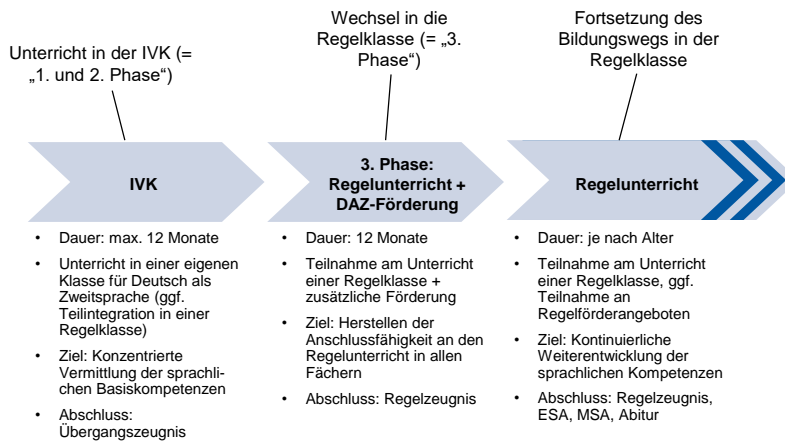 Unterricht in der IVK (=
„1. und 2. Phase“)
Wechsel in die
Regelklasse (= „3.
Phase“)
Fortsetzung des
Bildungswegs in der
Regelklasse
IVK
3. Phase:
Regelunterricht +
DAZ-Förderung
Regelunterricht
• Dauer: max. 12 Monate
• Unterricht in einer eigenen
Klasse für Deutsch als
Zweitsprache (ggf.
Teilintegration in einer
Regelklasse)
• Ziel: Konzentrierte
Vermittlung der sprachli-
chen Basiskompetenzen
• Abschluss:
Übergangszeugnis
• Dauer: 12 Monate
• Teilnahme am Unterricht
einer Regelklasse +
zusätzliche Förderung
• Ziel: Herstellen der
Anschlussfähigkeit an den
Regelunterricht in allen
Fächern
• Abschluss: Regelzeugnis
• Dauer: je nach Alter
• Teilnahme am Unterricht
einer Regelklasse, ggf.
Teilnahme an
Regelförderangeboten
• Ziel: Kontinuierliche
Weiterentwicklung der
sprachlichen Kompetenzen
• Abschluss: Regelzeugnis,
ESA, MSA, Abitur